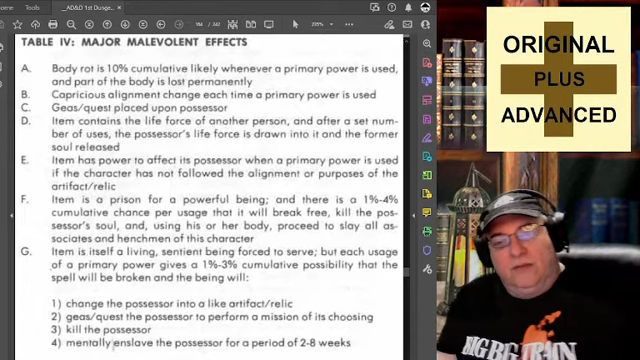 __AD&D 1st Dunge...
Tools
184 / 242
235%
TABLE IV: MAJOR MALEVOLENT EFFECTS
A. Body rot is 10% cumulative likely whenever a primary power is used,
and part of the body is lost permanently
B. Capricious alignment change each time a primary power is used
C. Geas/quest placed upon possessor
D. Item contains the life force of another person, and after a set num-
ber of uses, the possessor's life force is drawn into it and the former
soul released
E. Item has power to affect its possessor when a primary power is used
if the character has not followed the alignment or purposes of the
artifact/relic
F. Item is a prison for a powerful being; and there is a 1%-4%
cumulative chance per usage that it will break free, kill the pos-
sessor's soul, and, using his or her body, proceed to slay all as-
sociates and henchmen of this character
G. Item is itself a living, sentient being forced to serve; but each usage
of a primary power gives a 1%-3% cumulative possibility that the
spell will be broken and the being will:
1) change the possessor into a like artifact/relic
2) geas/quest the possessor to perform a mission of its choosing
3) kill the possessor
4) mentally enslave the possessor for a period of 2-8 weeks
ORIGINAL
PLUS
ADVANCED
BIG BIG TRAIN